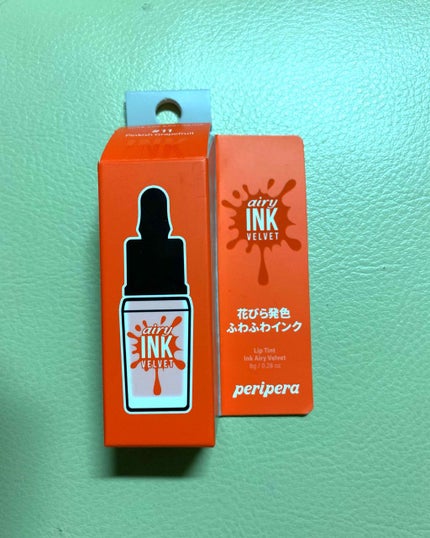 #11
Pinkish Grapefruit
INK
airy
INK
VELVET
airy
INK
VELVET
花びら発色
ふわふわインク
Lip Tint
Ink Airy Velvet
8g / 0.28 oz
peripera